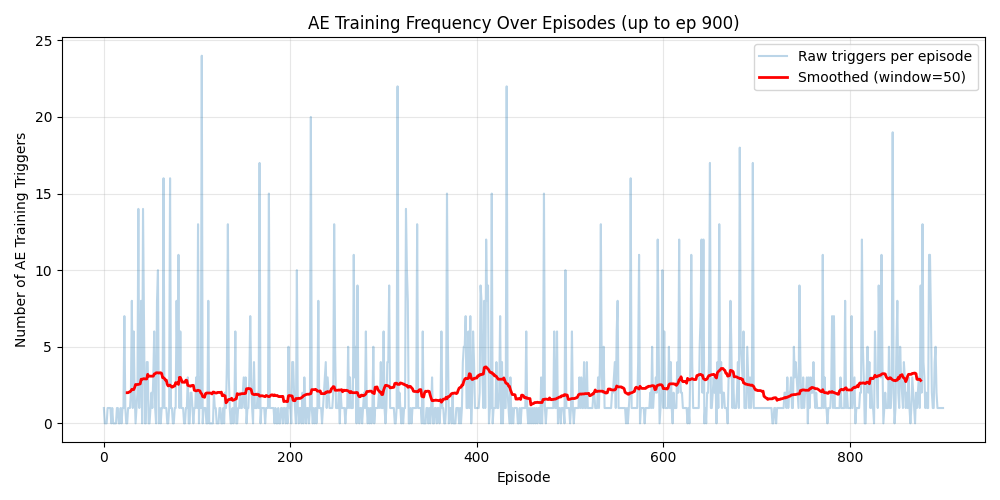 AE Training Frequency Over Episodes (up to ep 900)
Raw triggers per episode
Smoothed (window=50)
Number of AE Training Triggers
25
20
15
10
5
0
0 200 400 600 800
Episode